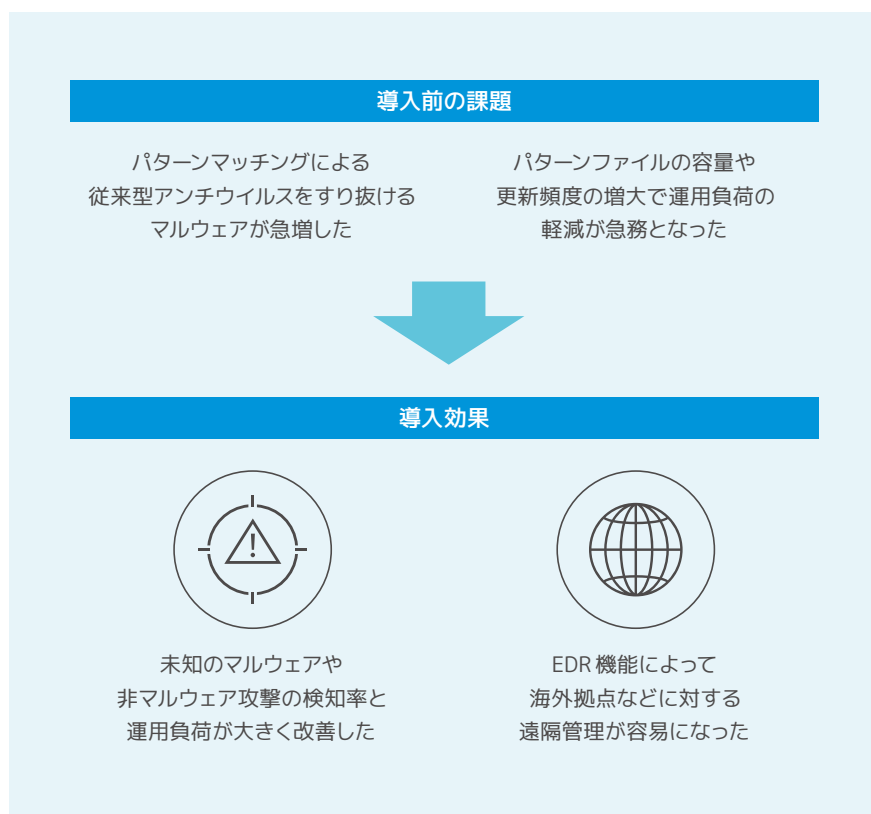 導入前の課題
パターンマッチングによる
従来型アンチウイルスをすり抜ける
マルウェアが急増した
パターンファイルの容量や
更新頻度の増大で運用負荷の
軽減が急務となった
導入効果
未知のマルウェアや
非マルウェア攻撃の検知率と
運用負荷が大きく改善した
EDR 機能によって
海外拠点などに対する
遠隔管理が容易になった